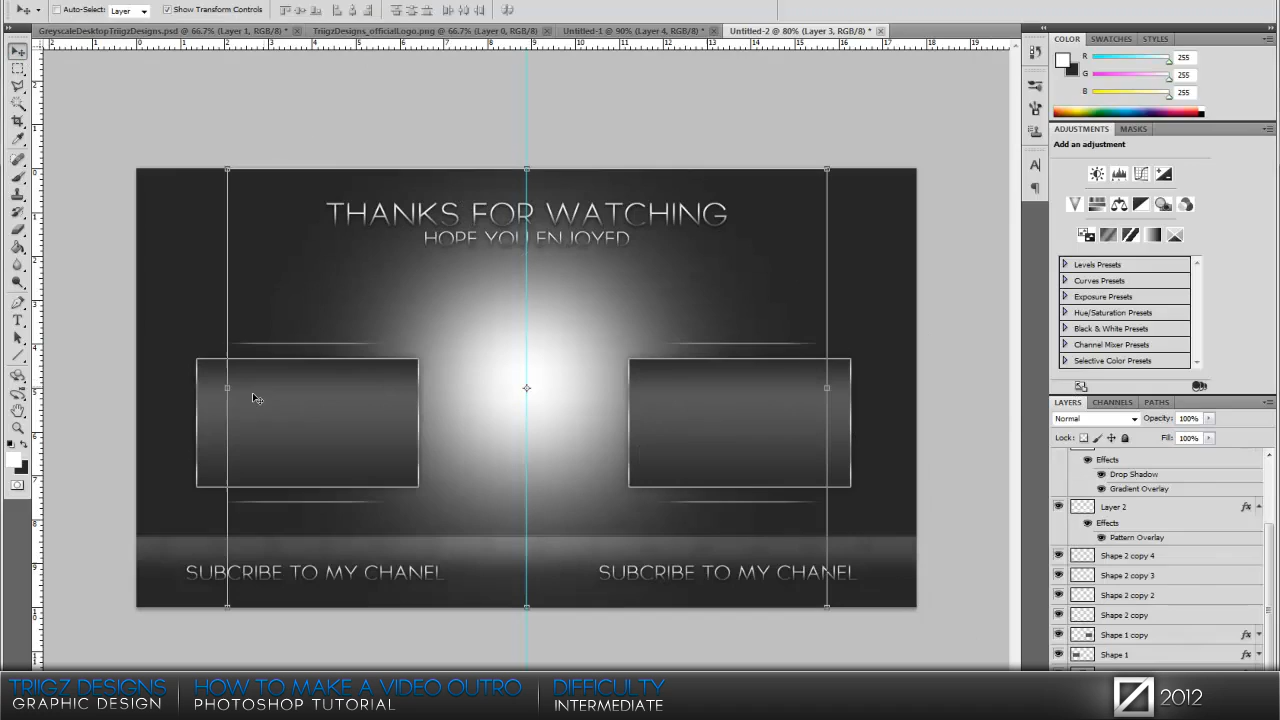 Auto-Select: Layer Show Transform Controls
GreyscaleDesktopTriigzDesigns.psd @ 66.7% (Layer 1, RGB/8) * TriigzDesigns_officialLogo.png @ 66.7% (Layer 0, RGB/8) Untitled-1 @ 90% (Layer 4, RGB/8) * Untitled-2 @ 80% (Layer 3, RGB/8) *
COLOR SWATCHES STYLES
R 255
G 255
B 255
ADJUSTMENTS MASKS
Add an adjustment
Levels Presets
Curves Presets
Exposure Presets
Hue/Saturation Presets
Black & White Presets
Channel Mixer Presets
Selective Color Presets
LAYERS CHANNELS PATHS
Normal Opacity: 100%
Lock: Fill: 100%
Effects
Drop Shadow
Gradient Overlay
Layer 2 fx
Effects
Pattern Overlay
Shape 2 copy 4
Shape 2 copy 3
Shape 2 copy 2
Shape 2 copy
Shape 1 copy fx
Shape 1 fx
THANKS FOR WATCHING
HOPE YOU ENJOYED
SUBCRIBE TO MY CHANEL SUBCRIBE TO MY CHANEL
TRIIGZ DESIGNS HOW TO MAKE A VIDEO OUTRO DIFFICULTY
GRAPHIC DESIGN PHOTOSHOP TUTORIAL INTERMEDIATE
2012